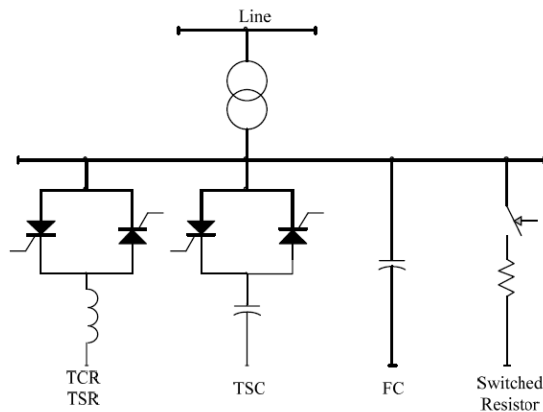 Line
TCR
TSR
TSC
FC
Switched
Resistor